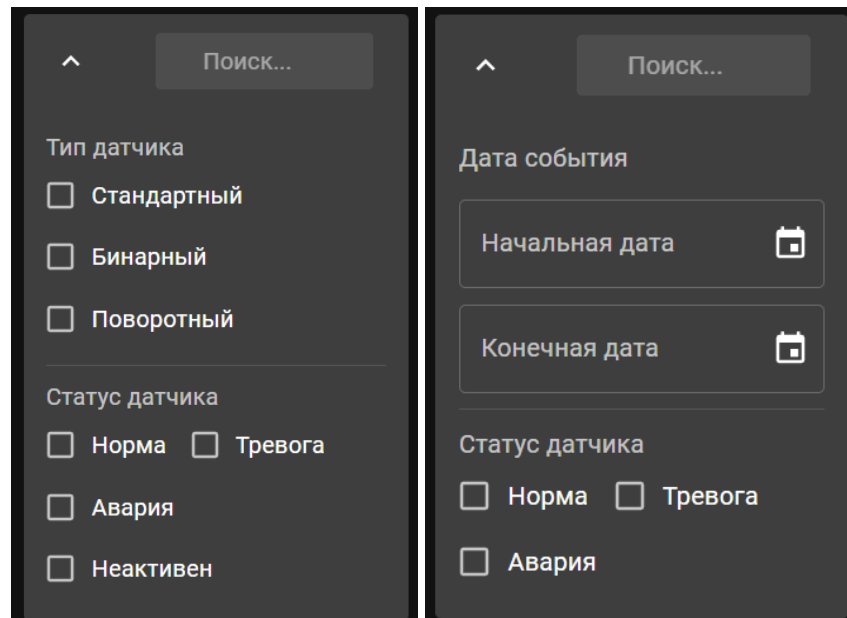 Поиск...
Тип датчика
Стандартный
Бинарный
Поворотный
Статус датчика
Норма Тревога
Авария
Неактивен
Поиск...
Дата события
Начальная дата
Конечная дата
Статус датчика
Норма Тревога
Авария